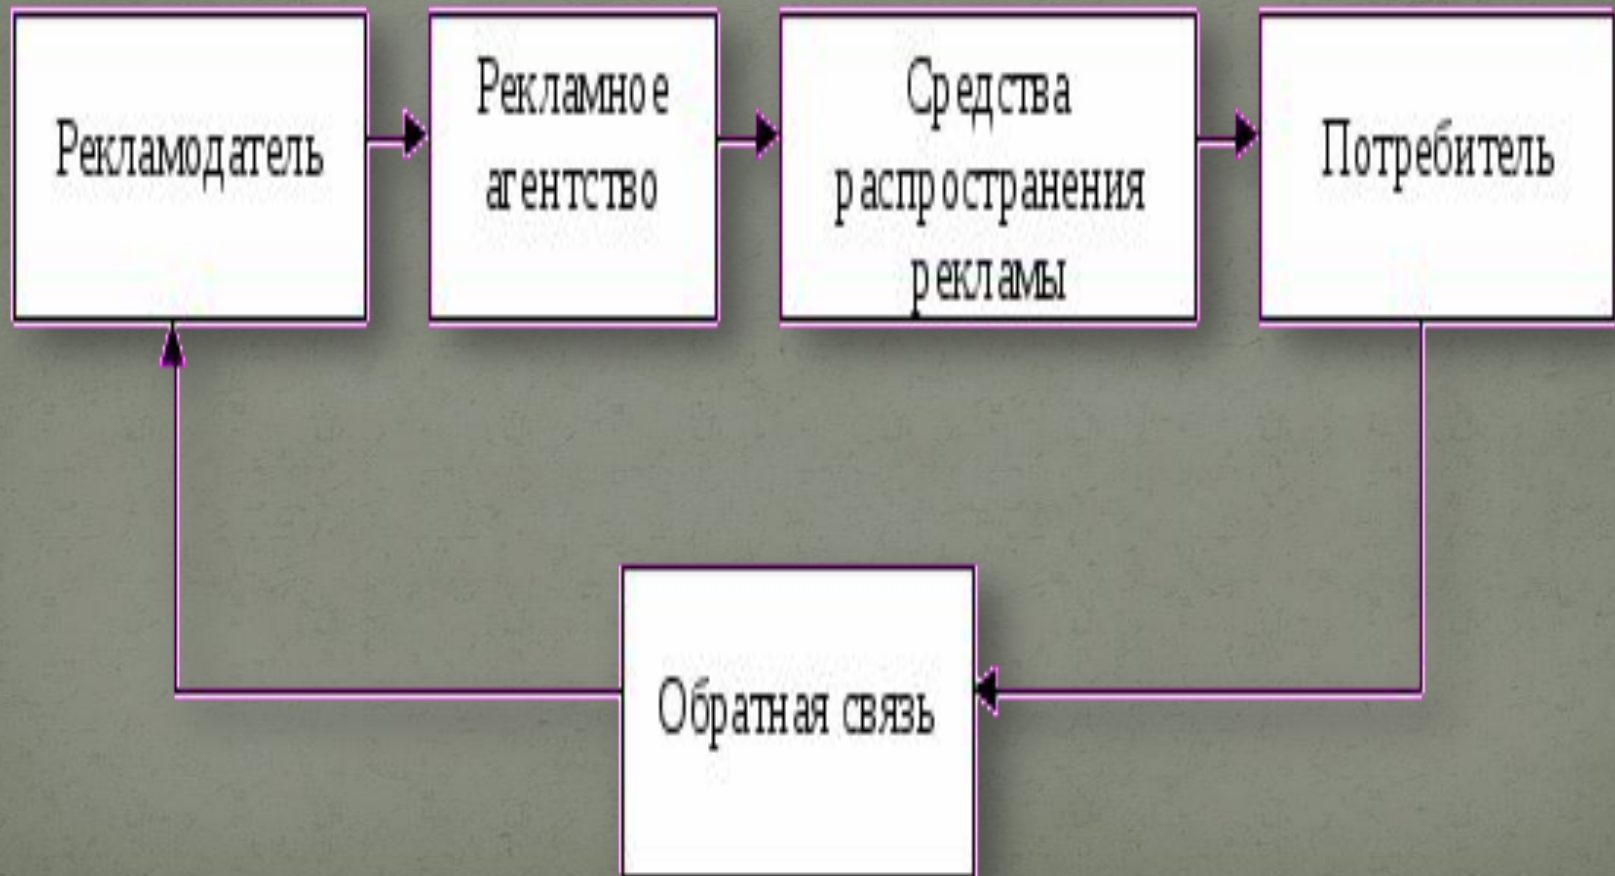 Рекламодатель
Рекламное
агентство
Средства
распространения
рекламы
Потребитель
Обратная связь